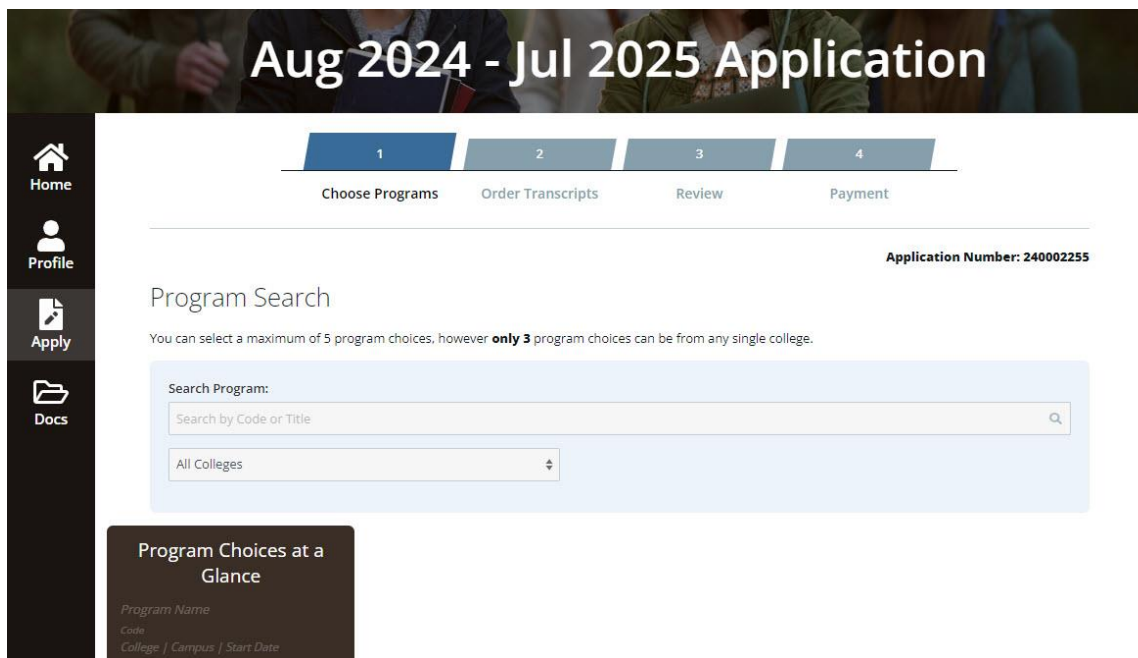 Aug 2024 - Jul 2025 Application
Home
Profile
Apply
Docs
1
2
3
4
Choose Programs
Order Transcripts
Review
Payment
Application Number: 240002255
Program Search
You can select a maximum of 5 program choices, however only 3 program choices can be from any single college.
Search Program:
Search by Code or Title
All Colleges
Program Choices at a
Glance
Program Name
Code
College | Campus | Start Date